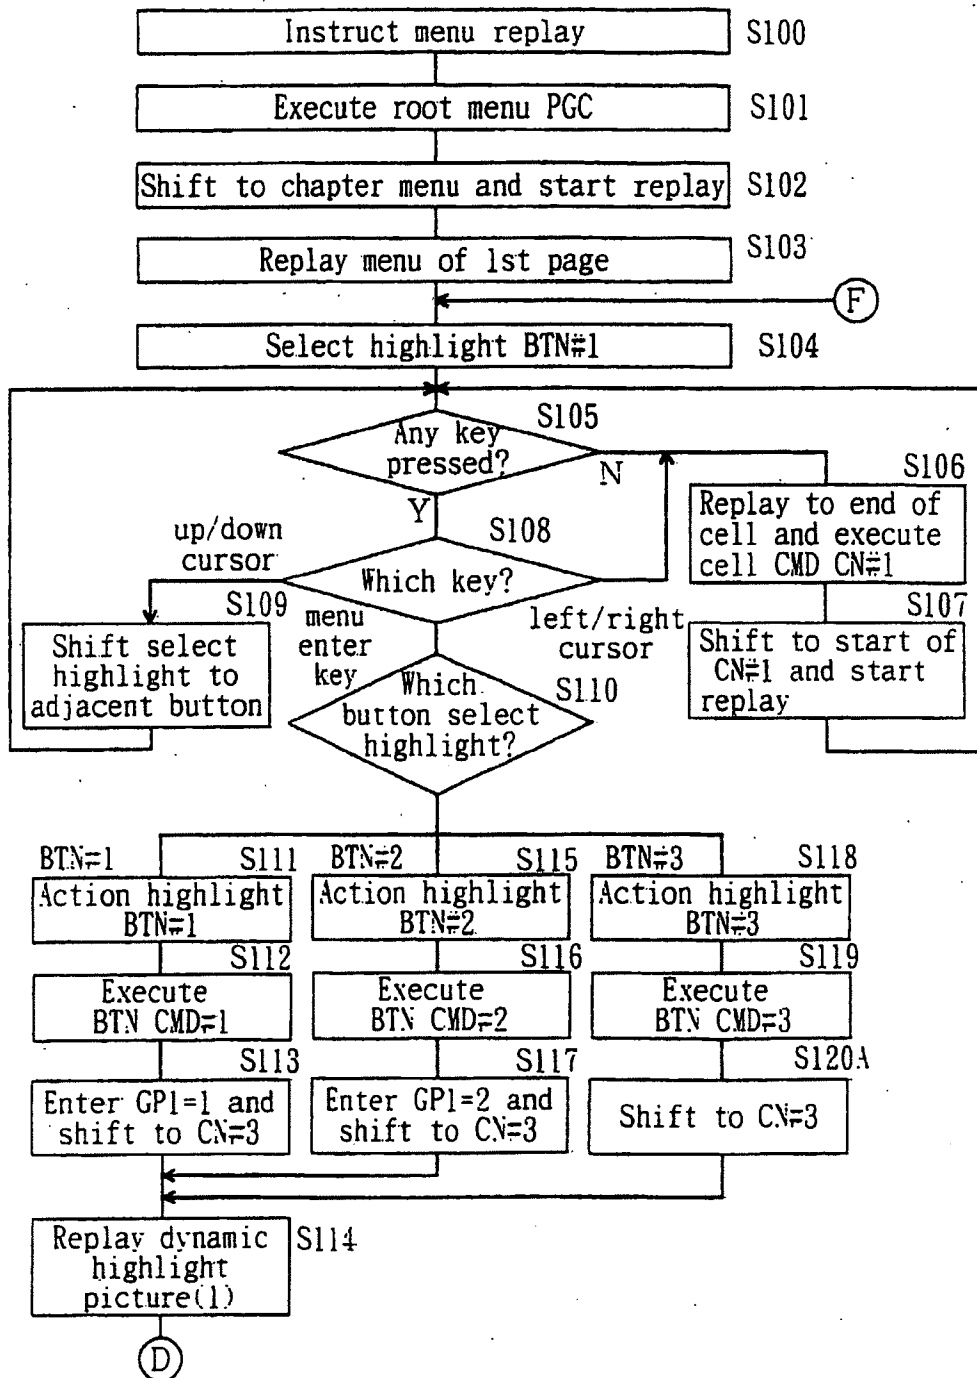 Instruct menu replay
S100
Execute root menu PGC
S101
Shift to chapter menu and start replay
S102
Replay menu of 1st page
S103
F
Select highlight BTN#1
S104
S105
Any key
pressed?
N
Y
S106
Replay to end of
cell and execute
cell CMD CN#1
up/down
cursor
S108
Which key?
S107
Shift to start of
CN#1 and start
replay
S109
Shift select
highlight to
adjacent button
menu
enter
key
left/right
cursor
S110
Which
button select
highlight?
BTN#1
S111
Action highlight
BTN#1
S112
Execute
BTN CMD#1
S113
Enter GP1=1 and
shift to CN#3
BTN#2
S115
Action highlight
BTN#2
S116
Execute
BTN CMD#2
S117
Enter GP1=2 and
shift to CN#3
BTN#3
S118
Action highlight
BTN#3
S119
Execute
BTN CMD#3
S120A
Shift to CN#3
Replay dynamic
highlight
picture(1)
S114
D